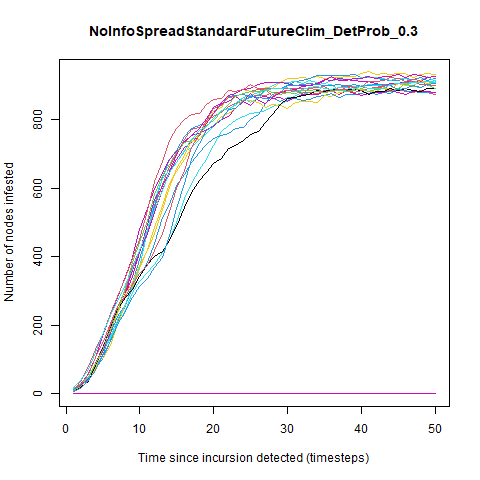 NoInfoSpreadStandardFutureClim_DetProb_0.3
Number of nodes infested
800
600
400
200
0
0 10 20 30 40 50
Time since incursion detected (timesteps)